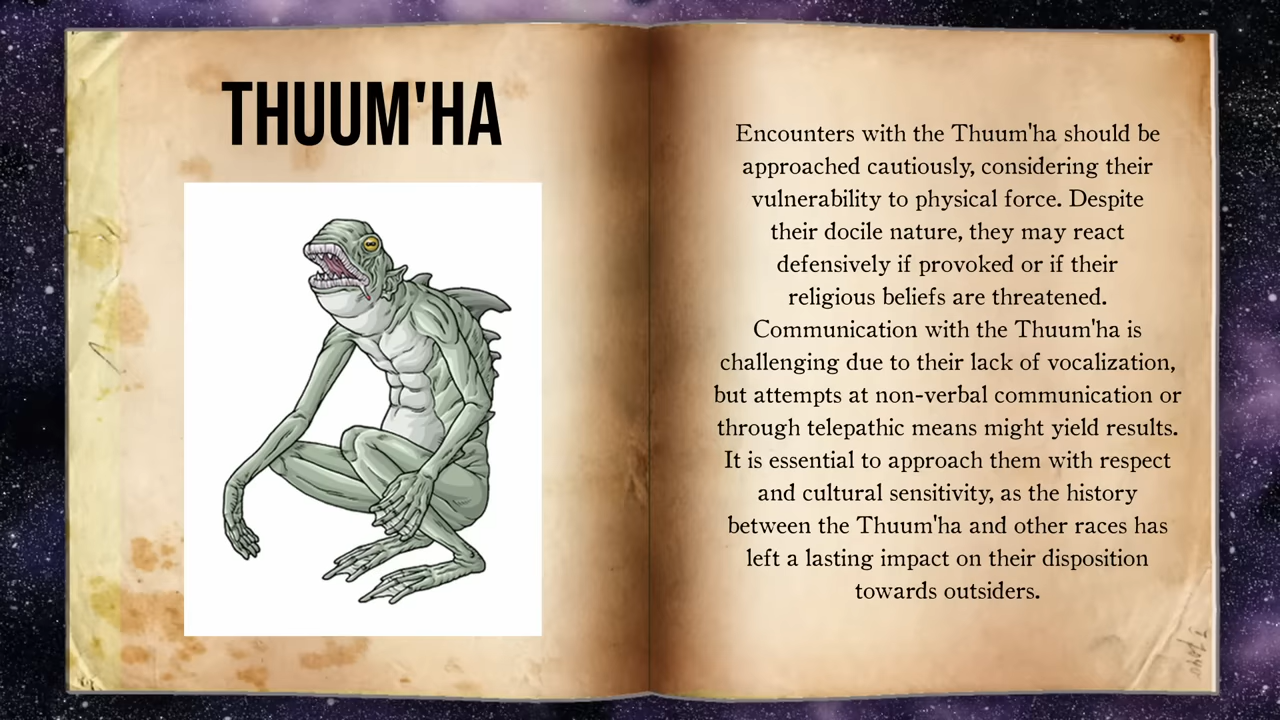 THUUM'HA
Encounters with the Thuum'ha should be
approached cautiously, considering their
vulnerability to physical force. Despite
their docile nature, they may react
defensively if provoked or if their
religious beliefs are threatened.
Communication with the Thuum'ha is
challenging due to their lack of vocalization,
but attempts at non-verbal communication or
through telepathic means might yield results.
It is essential to approach them with respect
and cultural sensitivity, as the history
between the Thuum'ha and other races has
left a lasting impact on their disposition
towards outsiders.